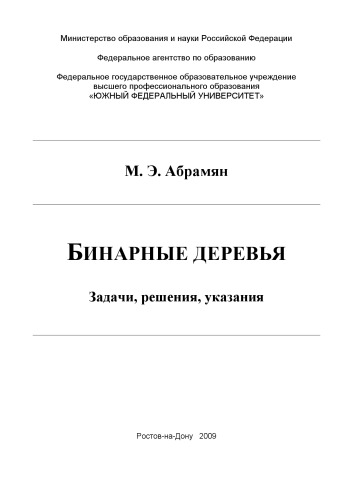 Министерство образования и науки Российской Федерации
Федеральное агентство по образованию
Федеральное государственное образовательное учреждение
высшего профессионального образования
«ЮЖНЫЙ ФЕДЕРАЛЬНЫЙ УНИВЕРСИТЕТ»
М. Э. Абрамян
БИНАРНЫЕ ДЕРЕВЬЯ
Задачи, решения, указания
Ростов-на-Дону 2009